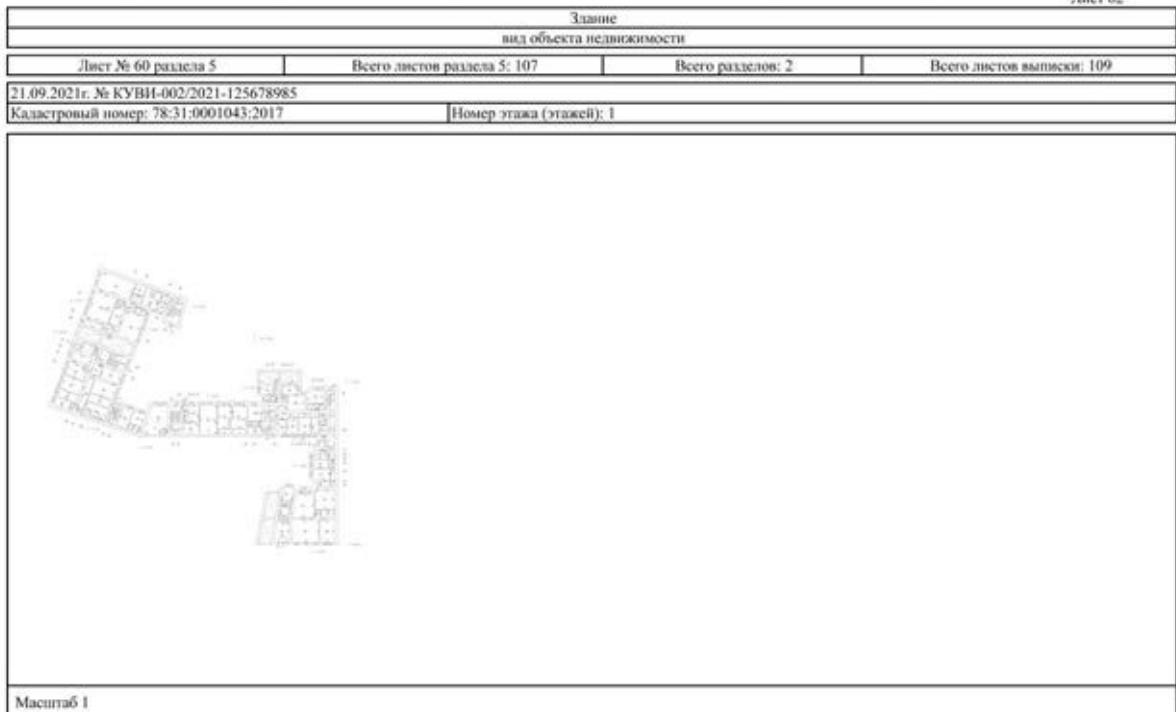 Здание
вид объекта недвижимости
Лист № 60 раздела 5 Всего листов раздела 5: 107 Всего разделов: 2 Всего листов выписки: 109
21.09.2021г. № КУВИ-002/2021-125678985
Кадастровый номер: 78:31:0001043:2017 Номер этажа (этажей): 1
Масштаб 1